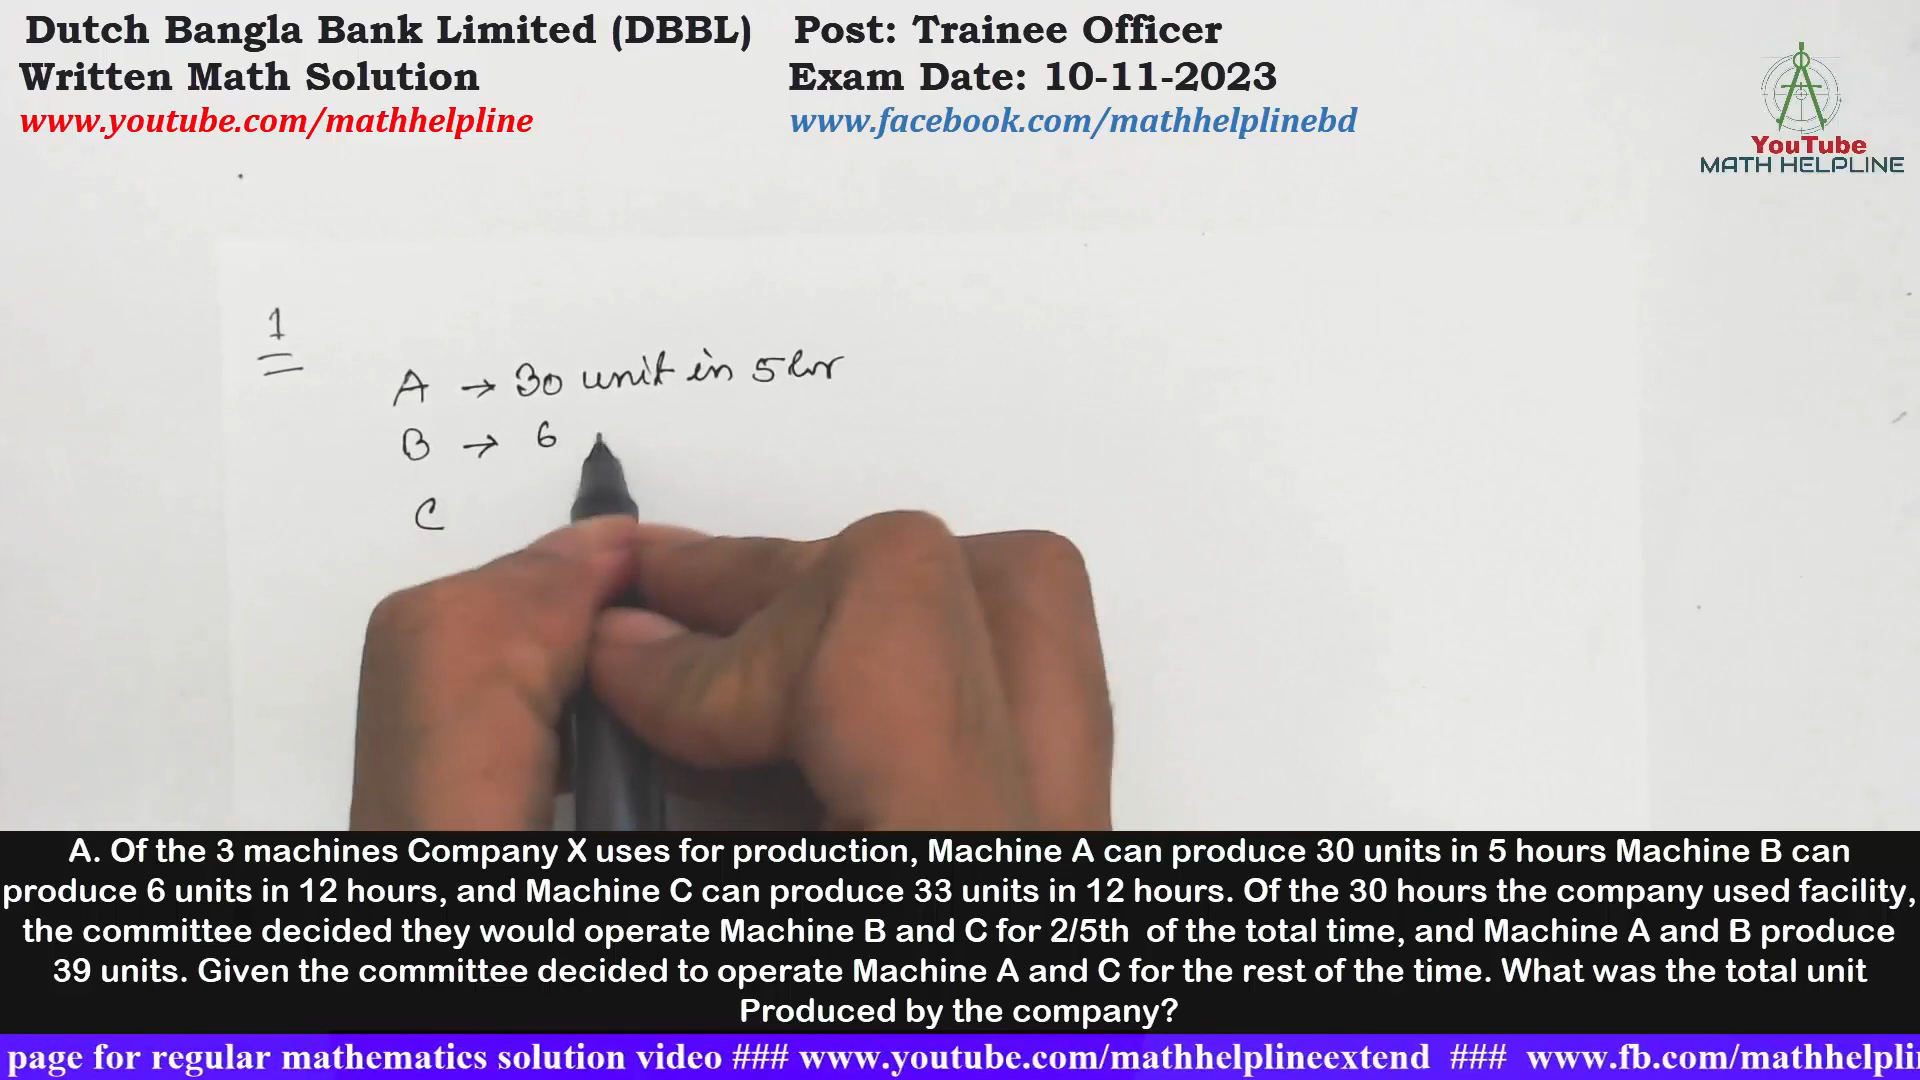 Dutch Bangla Bank Limited (DBBL) Post: Trainee Officer
Written Math Solution Exam Date: 10-11-2023
www.youtube.com/mathhelpline www.facebook.com/mathhelplinebd
YouTube
MATH HELPLINE
1
A → 30 unit in 5 hr
B → 6
C
A. Of the 3 machines Company X uses for production, Machine A can produce 30 units in 5 hours Machine B can
produce 6 units in 12 hours, and Machine C can produce 33 units in 12 hours. Of the 30 hours the company used facility,
the committee decided they would operate Machine B and C for 2/5th of the total time, and Machine A and B produce
39 units. Given the committee decided to operate Machine A and C for the rest of the time. What was the total unit
Produced by the company?
page for regular mathematics solution video ### www.youtube.com/mathhelplineextend ### www.fb.com/mathhelpli